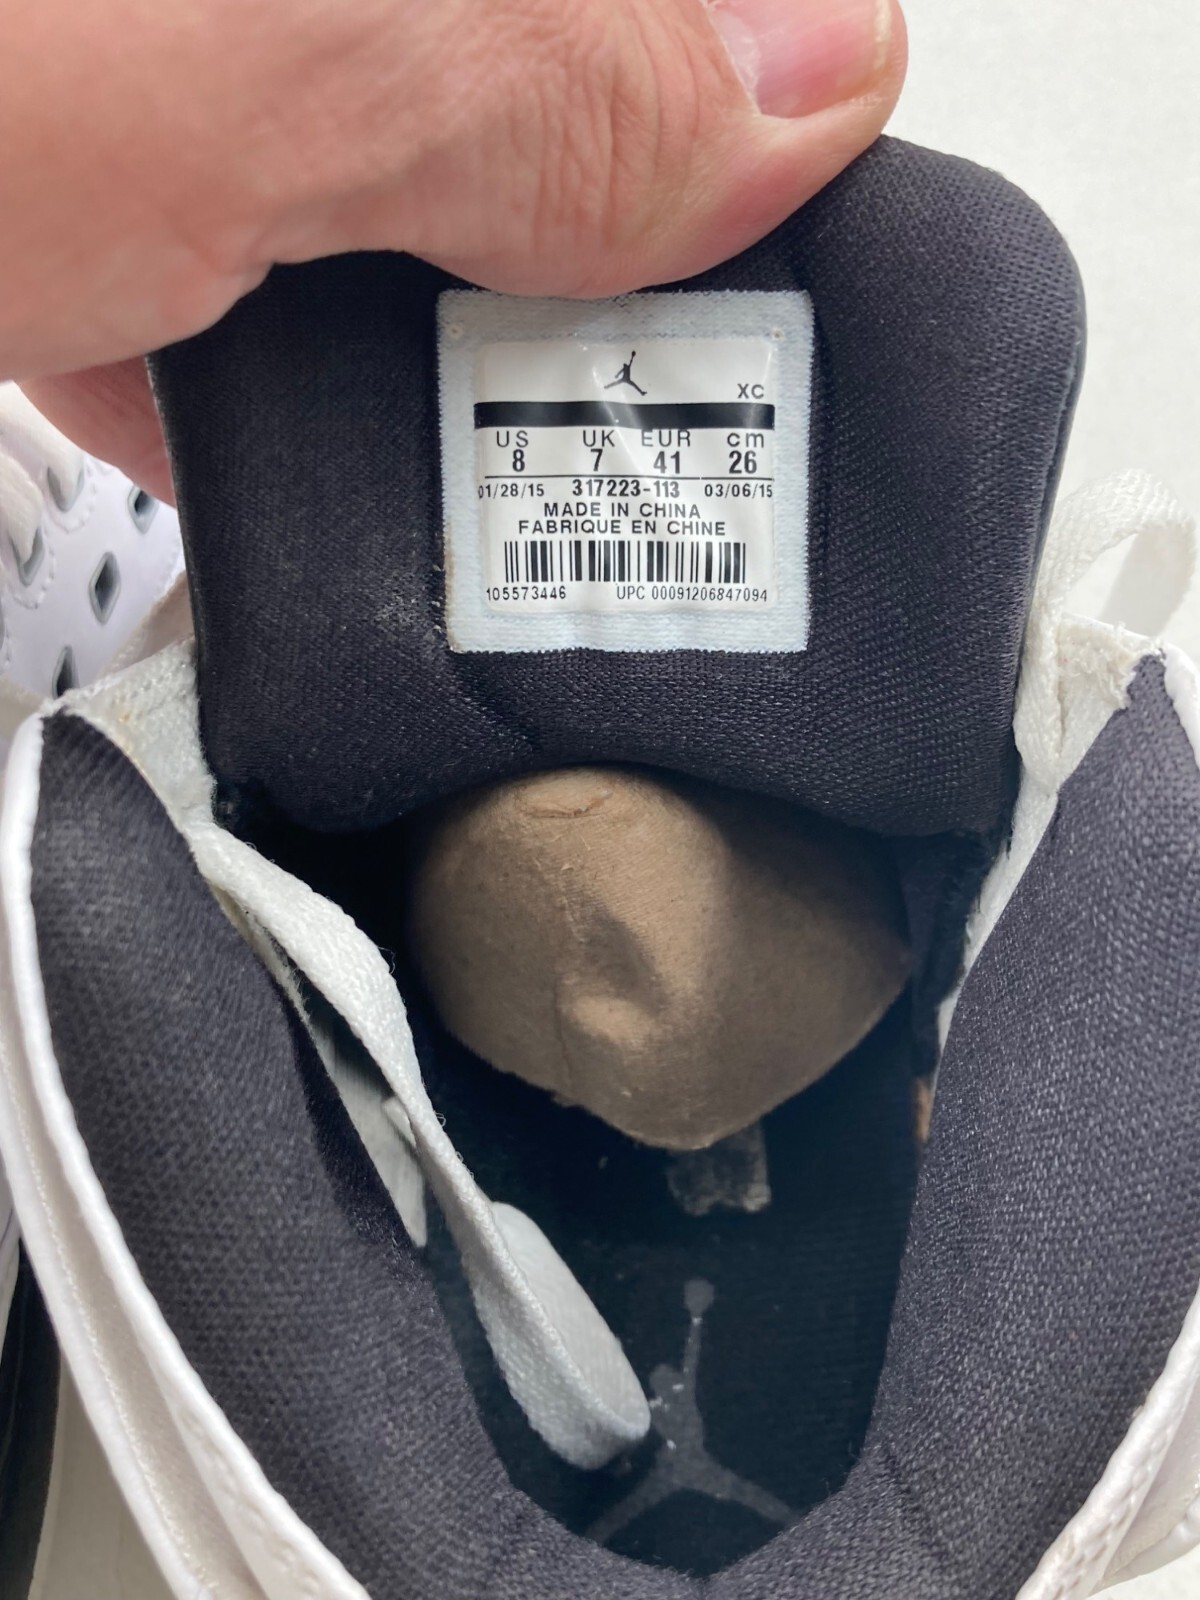 XC
US UK EUR cm
8 7 41 26
01/28/15 317223-113 03/06/15
MADE IN CHINA
FABRIQUE EN CHINE
105573446 UPC 00091206847094